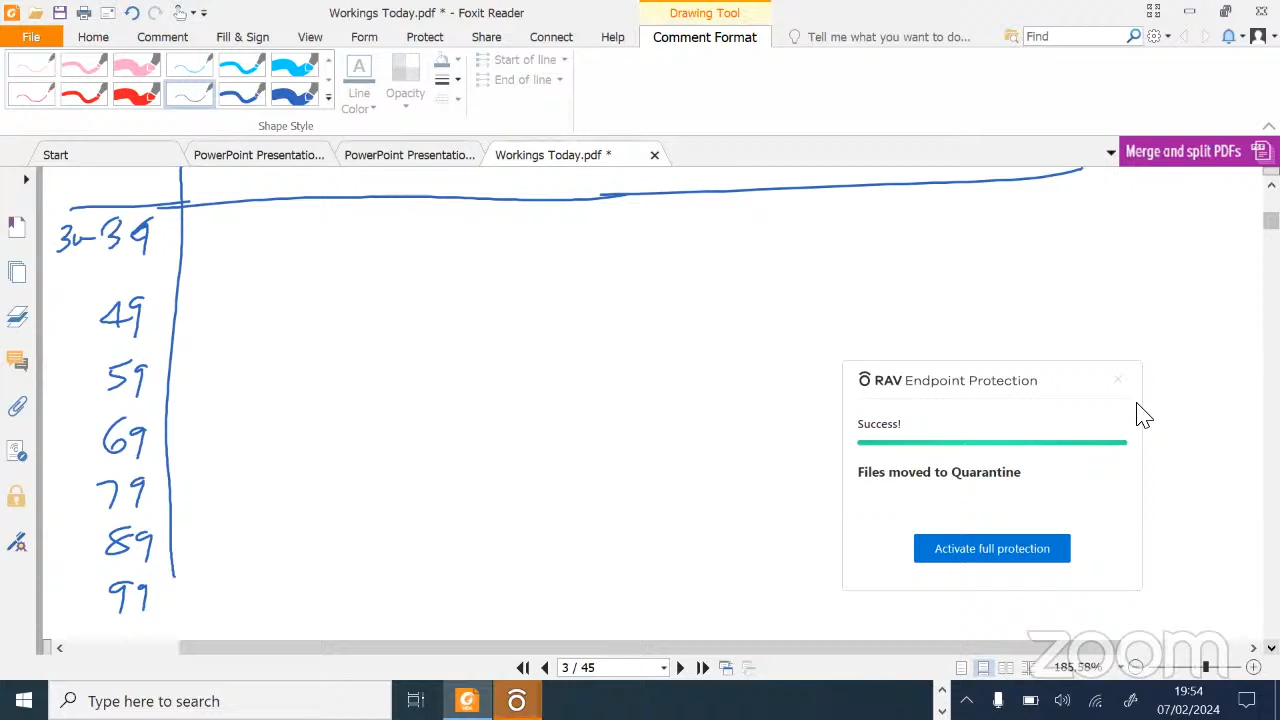 Workings Today.pdf * - Foxit Reader
Drawing Tool
File Home Comment Fill & Sign View Form Protect Share Connect Help Comment Format Tell me what you want to do... Find
Start of line
End of line
Line Color
Opacity
Shape Style
Start PowerPoint Presentatio... PowerPoint Presentatio... Workings Today.pdf * Merge and split PDFs
30-39
49
59
69
79
89
99
RAV Endpoint Protection
Success!
Files moved to Quarantine
Activate full protection
zoom
3 / 45
185.58%
Type here to search
19:54
07/02/2024